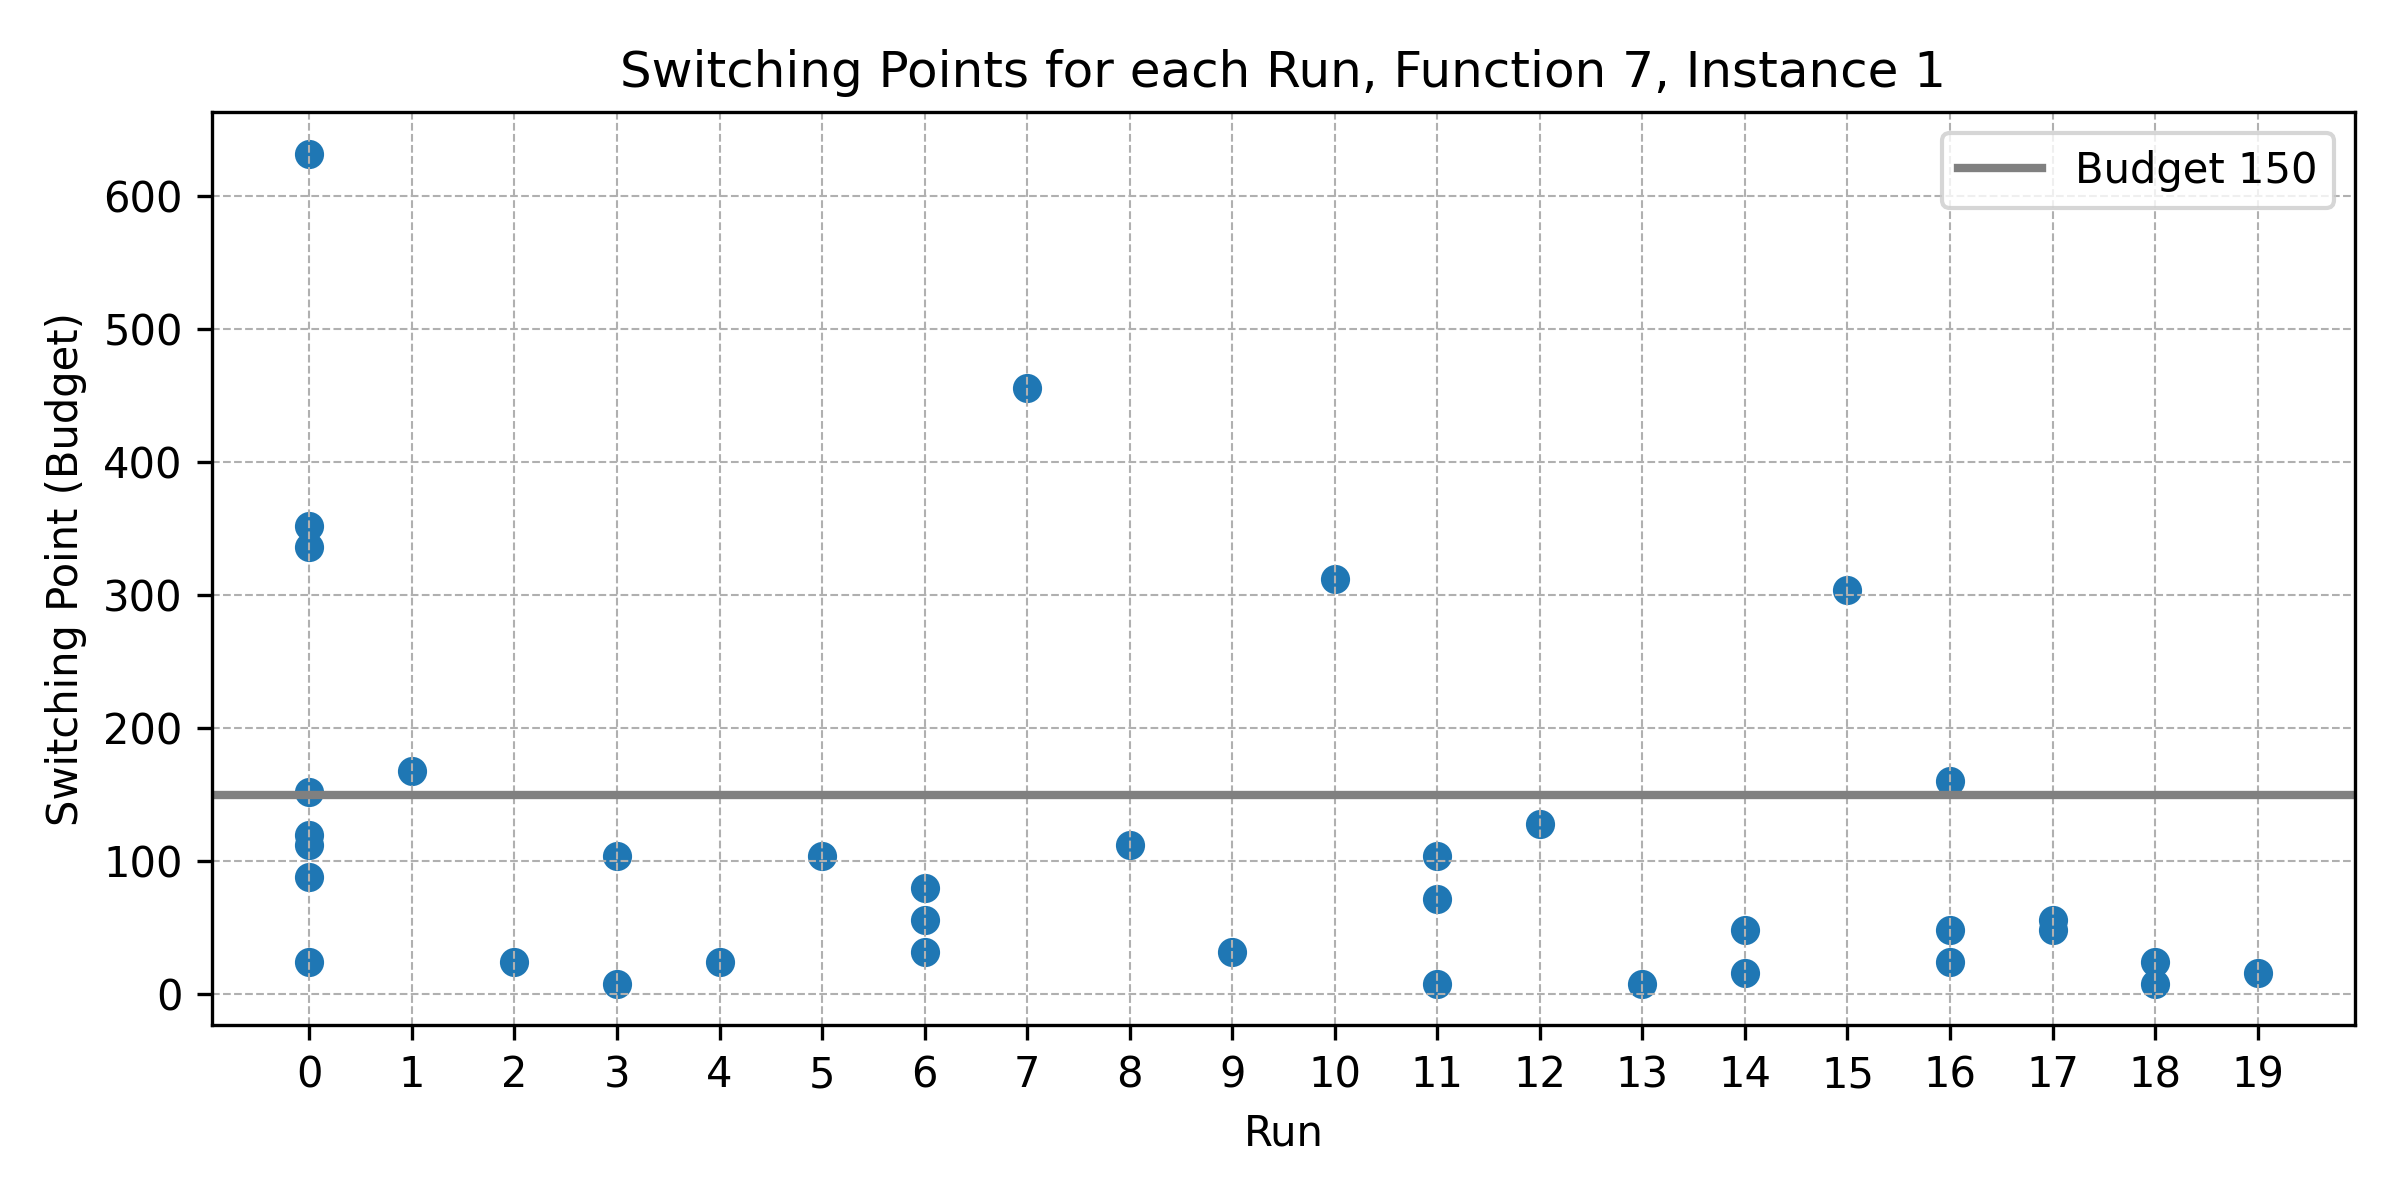 Switching Points for each Run, Function 7, Instance 1
Budget 150
Switching Point (Budget)
600
500
400
300
200
100
0
0 1 2 3 4 5 6 7 8 9 10 11 12 13 14 15 16 17 18 19
Run